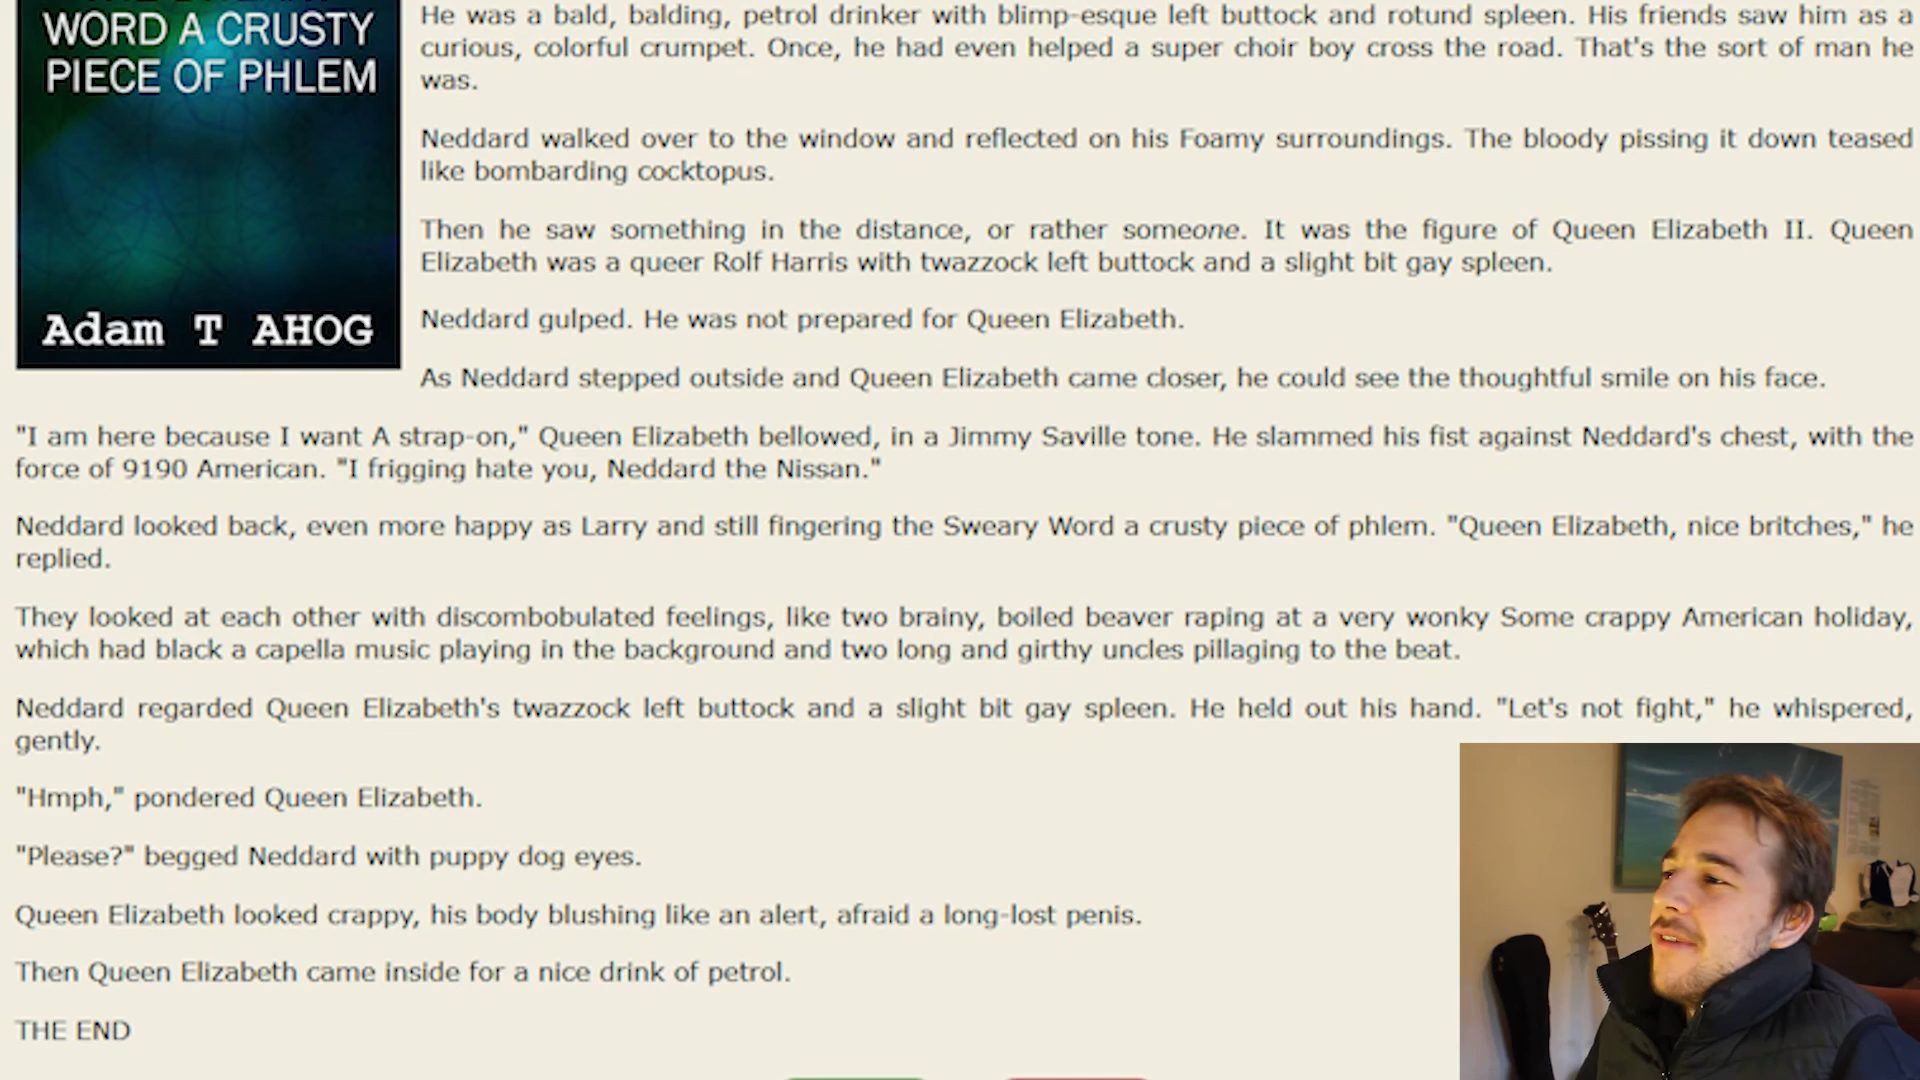 WORD A CRUSTY
PIECE OF PHLEM
Adam T AHOG
He was a bald, balding, petrol drinker with blimp-esque left buttock and rotund spleen. His friends saw him as a
curious, colorful crumpet. Once, he had even helped a super choir boy cross the road. That's the sort of man he
was.
Neddard walked over to the window and reflected on his Foamy surroundings. The bloody pissing it down teased
like bombarding cocktopus.
Then he saw something in the distance, or rather someone. It was the figure of Queen Elizabeth II. Queen
Elizabeth was a queer Rolf Harris with twazzock left buttock and a slight bit gay spleen.
Neddard gulped. He was not prepared for Queen Elizabeth.
As Neddard stepped outside and Queen Elizabeth came closer, he could see the thoughtful smile on his face.
"I am here because I want A strap-on," Queen Elizabeth bellowed, in a Jimmy Saville tone. He slammed his fist against Neddard's chest, with the
force of 9190 American. "I frigging hate you, Neddard the Nissan."
Neddard looked back, even more happy as Larry and still fingering the Sweary Word a crusty piece of phlem. "Queen Elizabeth, nice britches," he
replied.
They looked at each other with discombobulated feelings, like two brainy, boiled beaver raping at a very wonky Some crappy American holiday,
which had black a capella music playing in the background and two long and girthy uncles pillaging to the beat.
Neddard regarded Queen Elizabeth's twazzock left buttock and a slight bit gay spleen. He held out his hand. "Let's not fight," he whispered,
gently.
"Hmph," pondered Queen Elizabeth.
"Please?" begged Neddard with puppy dog eyes.
Queen Elizabeth looked crappy, his body blushing like an alert, afraid a long-lost penis.
Then Queen Elizabeth came inside for a nice drink of petrol.
THE END